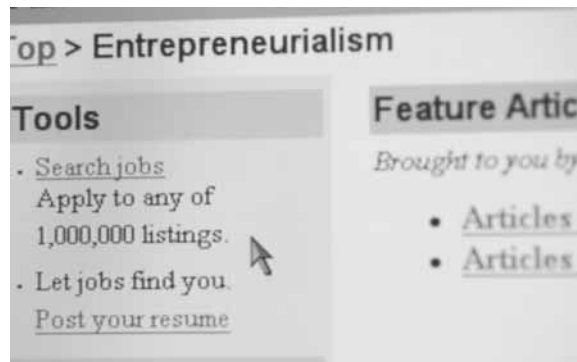 Top > Entrepreneurialism
Tools
Search jobs
Apply to any of
1,000,000 listings.
Let jobs find you.
Post your resume
Feature Artic
Brought to you by
Articles
Articles